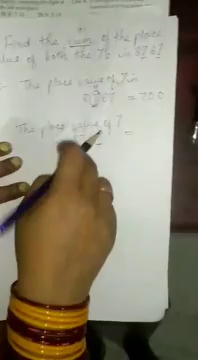 Find the sum of the place
value of both the 7s in 8767
The place value of 7 in
8767 = 700
The place value of 7
=